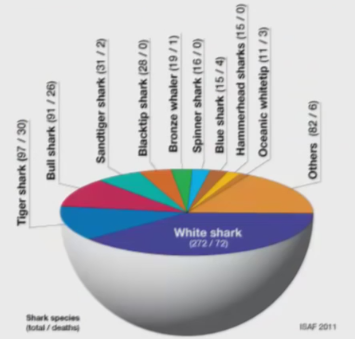 Tiger shark (97 / 30)
Bull shark (91 / 26)
Sandtiger shark (31 / 2)
Blacktip shark (28 / 0)
Bronze whaler (19 / 1)
Spinner shark (16 / 0)
Blue shark (15 / 4)
Hammerhead sharks (15 / 0)
Oceanic whitetip (11 / 3)
Others (82 / 6)
White shark
(272 / 72)
Shark species
(total / deaths)
ISAF 2011